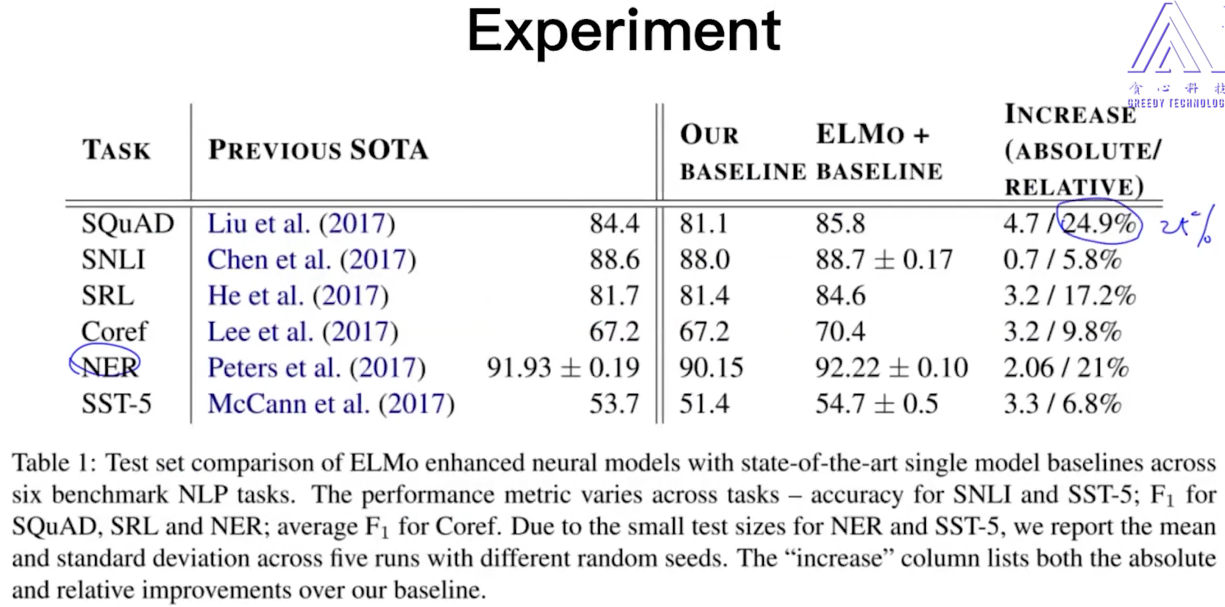 Experiment
贪心科技
GREEDY TECHNOLOG
TASK PREVIOUS SOTA OUR BASELINE ELMO + BASELINE INCREASE (ABSOLUTE/ RELATIVE)
SQuAD Liu et al. (2017) 84.4 81.1 85.8 4.7 / 24.9% 25%
SNLI Chen et al. (2017) 88.6 88.0 88.7 ± 0.17 0.7 / 5.8%
SRL He et al. (2017) 81.7 81.4 84.6 3.2 / 17.2%
Coref Lee et al. (2017) 67.2 67.2 70.4 3.2 / 9.8%
NER Peters et al. (2017) 91.93 ± 0.19 90.15 92.22 ± 0.10 2.06 / 21%
SST-5 McCann et al. (2017) 53.7 51.4 54.7 ± 0.5 3.3 / 6.8%
Table 1: Test set comparison of ELMo enhanced neural models with state-of-the-art single model baselines across
six benchmark NLP tasks. The performance metric varies across tasks – accuracy for SNLI and SST-5; F1 for
SQuAD, SRL and NER; average F1 for Coref. Due to the small test sizes for NER and SST-5, we report the mean
and standard deviation across five runs with different random seeds. The “increase” column lists both the absolute
and relative improvements over our baseline.